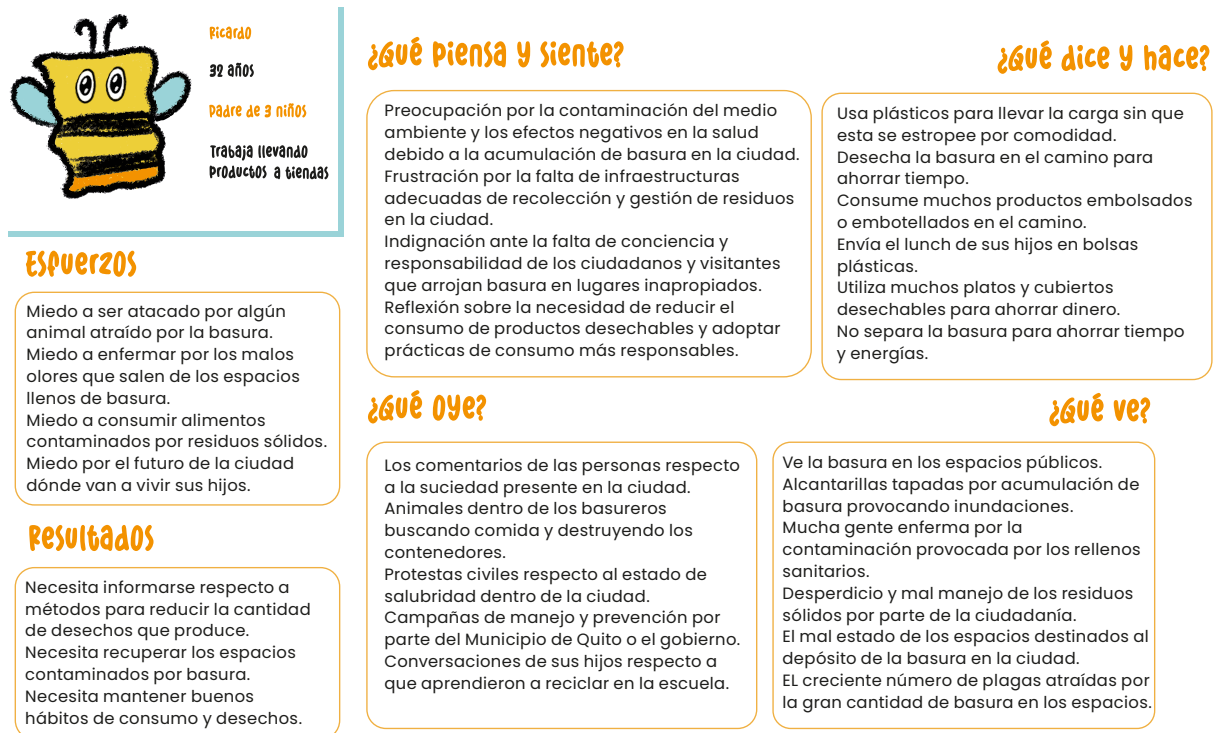 Ricardo
32 años
Padre de 3 niños
Trabaja llevando
productos a tiendas
Esfuerzos
Miedo a ser atacado por algún
animal atraído por la basura.
Miedo a enfermar por los malos
olores que salen de los espacios
llenos de basura.
Miedo a consumir alimentos
contaminados por residuos sólidos.
Miedo por el futuro de la ciudad
dónde van a vivir sus hijos.
Resultados
Necesita informarse respecto a
métodos para reducir la cantidad
de desechos que produce.
Necesita recuperar los espacios
contaminados por basura.
Necesita mantener buenos
hábitos de consumo y desechos.
¿Qué piensa y siente?
Preocupación por la contaminación del medio
ambiente y los efectos negativos en la salud
debido a la acumulación de basura en la ciudad.
Frustración por la falta de infraestructuras
adecuadas de recolección y gestión de residuos
en la ciudad.
Indignación ante la falta de conciencia y
responsabilidad de los ciudadanos y visitantes
que arrojan basura en lugares inapropiados.
Reflexión sobre la necesidad de reducir el
consumo de productos desechables y adoptar
prácticas de consumo más responsables.
¿Qué dice y hace?
Usa plásticos para llevar la carga sin que
esta se estropee por comodidad.
Desecha la basura en el camino para
ahorrar tiempo.
Consume muchos productos embolsados
o embotellados en el camino.
Envía el lunch de sus hijos en bolsas
plásticas.
Utiliza muchos platos y cubiertos
desechables para ahorrar dinero.
No separa la basura para ahorrar tiempo
y energías.
¿Qué oye?
Los comentarios de las personas respecto
a la suciedad presente en la ciudad.
Animales dentro de los basureros
buscando comida y destruyendo los
contenedores.
Protestas civiles respecto al estado de
salubridad dentro de la ciudad.
Campañas de manejo y prevención por
parte del Municipio de Quito o el gobierno.
Conversaciones de sus hijos respecto a
que aprendieron a reciclar en la escuela.
¿Qué ve?
Ve la basura en los espacios públicos.
Alcantarillas tapadas por acumulación de
basura provocando inundaciones.
Mucha gente enferma por la
contaminación provocada por los rellenos
sanitarios.
Desperdicio y mal manejo de los residuos
sólidos por parte de la ciudadanía.
El mal estado de los espacios destinados al
depósito de la basura en la ciudad.
EL creciente número de plagas atraídas por
la gran cantidad de basura en los espacios.